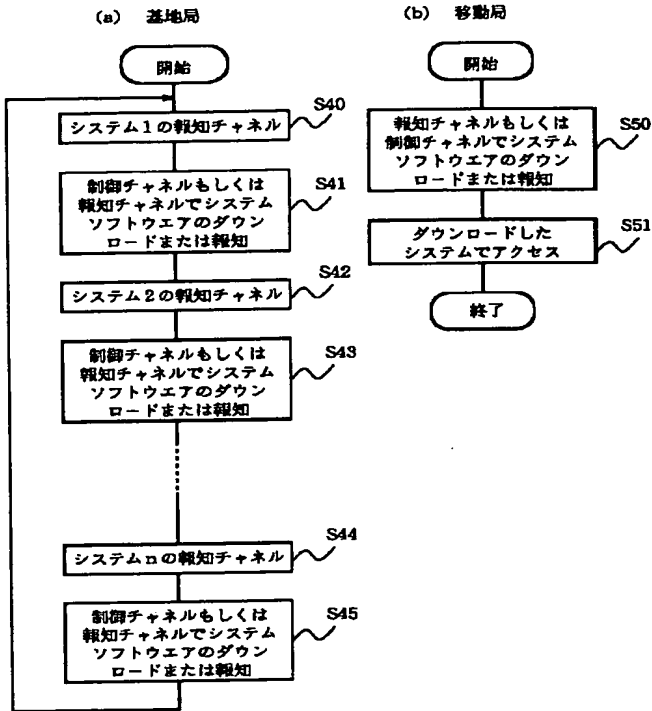 (a) 基地局
開始
システム1の報知チャネル
S40
制御チャネルもしくは
報知チャネルでシステム
ソフトウエアのダウン
ロードまたは報知
S41
システム2の報知チャネル
S42
制御チャネルもしくは
報知チャネルでシステム
ソフトウエアのダウン
ロードまたは報知
S43
システムnの報知チャネル
S44
制御チャネルもしくは
報知チャネルでシステム
ソフトウエアのダウン
ロードまたは報知
S45
(b) 移動局
開始
報知チャネルもしくは
制御チャネルでシステム
ソフトウエアのダウン
ロードまたは報知
S50
ダウンロードした
システムでアクセス
S51
終了